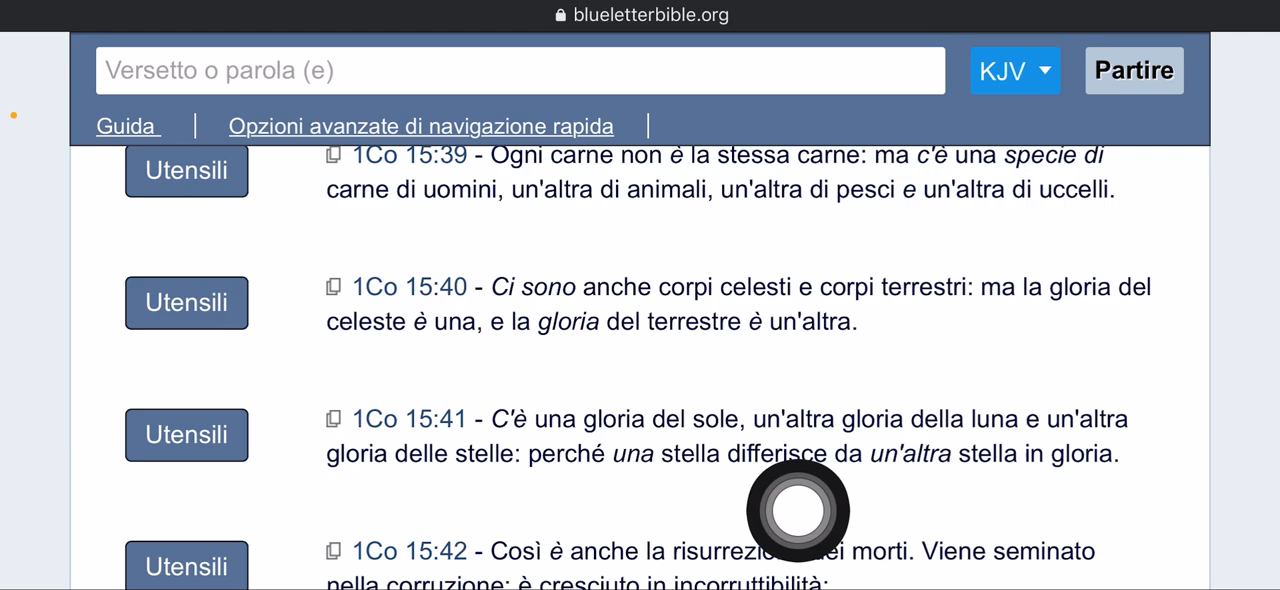 blueletterbible.org
Versetto o parola (e)
KJV
Partire
Guida
Opzioni avanzate di navigazione rapida
Utensili
1Co 15:39 - Ogni carne non è la stessa carne: ma c'è una specie di
carne di uomini, un'altra di animali, un'altra di pesci e un'altra di uccelli.
Utensili
1Co 15:40 - Ci sono anche corpi celesti e corpi terrestri: ma la gloria del
celeste è una, e la gloria del terrestre è un'altra.
Utensili
1Co 15:41 - C'è una gloria del sole, un'altra gloria della luna e un'altra
gloria delle stelle: perché una stella differisce da un'altra stella in gloria.
Utensili
1Co 15:42 - Così è anche la morti. Viene seminato
nella corruzione; è cresciuto in incorruttibilità: